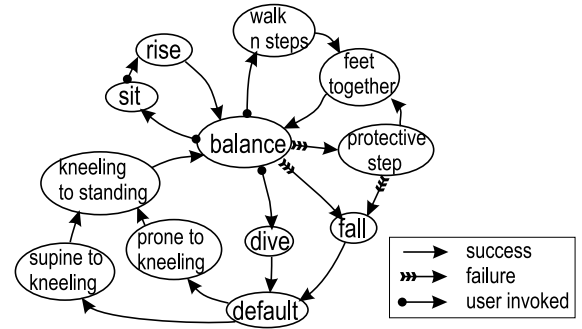 walk
n steps
rise
feet
together
sit
balance
protective
step
kneeling
to standing
fall
prone to
kneeling
dive
supine to
kneeling
default
success
failure
user invoked